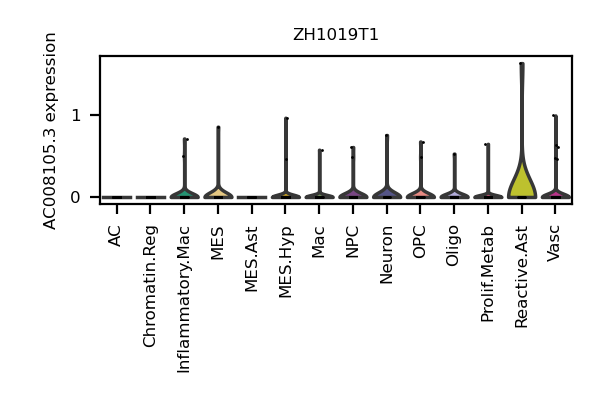 ZH1019T1
AC008105.3 expression
1
0
AC
Chromatin.Reg
Inflammatory.Mac
MES
MES.Ast
MES.Hyp
Mac
NPC
Neuron
OPC
Oligo
Prolif.Metab
Reactive.Ast
Vasc